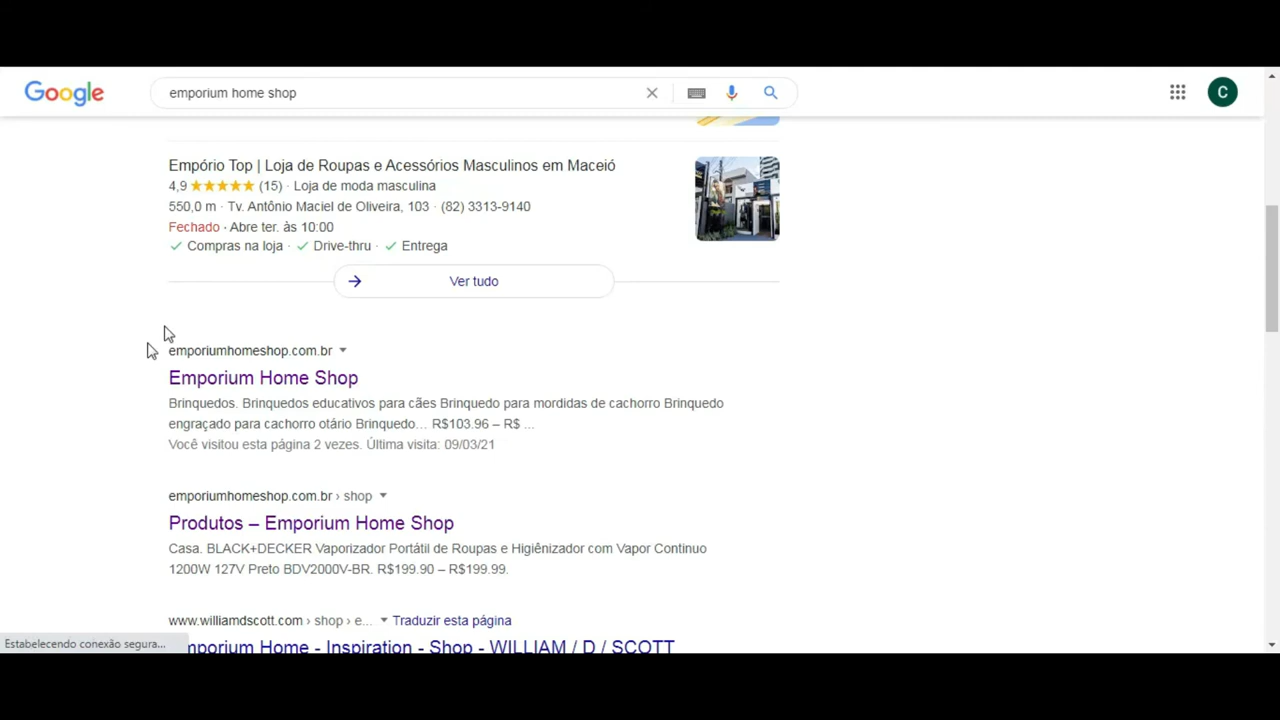 Google
emporium home shop
C
Empório Top | Loja de Roupas e Acessórios Masculinos em Maceió
4,9 (15) · Loja de moda masculina
550,0 m · Tv. Antônio Maciel de Oliveira, 103 · (82) 3313-9140
Fechado · Abre ter. às 10:00
Compras na loja · Drive-thru · Entrega
Ver tudo
emporiumhomeshop.com.br
Emporium Home Shop
Brinquedos. Brinquedos educativos para cães Brinquedo para mordidas de cachorro Brinquedo
engraçado para cachorro otário Brinquedo... R$103.96 – R$ ...
Você visitou esta página 2 vezes. Última visita: 09/03/21
emporiumhomeshop.com.br › shop
Produtos – Emporium Home Shop
Casa. BLACK+DECKER Vaporizador Portátil de Roupas e Higiênizador com Vapor Continuo
1200W 127V Preto BDV2000V-BR. R$199.90 – R$199.99.
www.williamdscott.com › shop › e... Traduzir esta página
mporium Home - Inspiration - Shop - WILLIAM / D / SCOTT
Estabelecendo conexão segura...